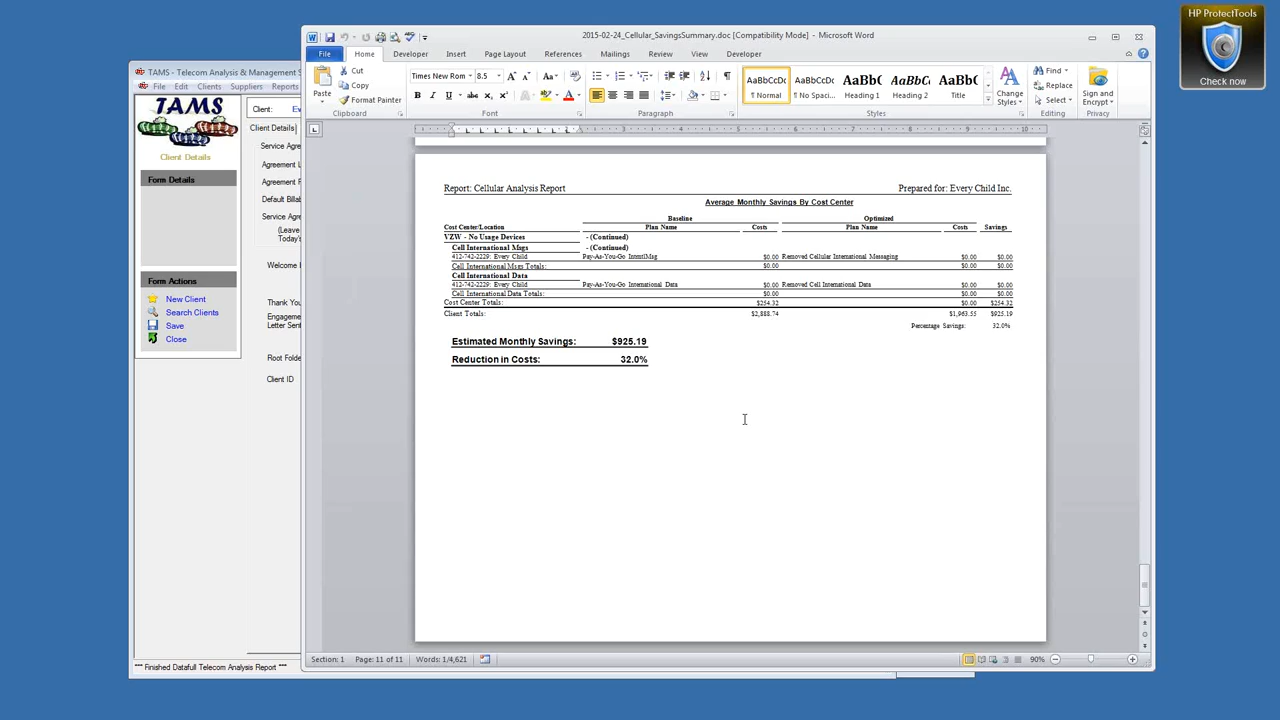 HP ProtectTools
Check now
2015-02-24_Cellular_SavingsSummary.doc [Compatibility Mode] - Microsoft Word
File Home Developer Insert Page Layout References Mailings Review View Developer
Paste
Cut
Copy
Format Painter
Clipboard
Times New Rom 8.5
Font
Paragraph
AaBbCcDc AaBbCcDc AaBbC AaBbCc AaBbC
¶ Normal ¶ No Spaci... Heading 1 Heading 2 Title
Change Styles
Styles
Find
Replace
Select
Editing
Sign and Encrypt
Privacy
TAMS - Telecom Analysis & Management S
File Edit Clients Suppliers Reports
TAMS
Client Details
Form Details
Form Actions
New Client
Search Clients
Save
Close
Client: Ev
Client Details
Service Agre
Agreement L
Agreement F
Default Billal
Service Agre
(Leave
Today's
Welcome l
Thank You
Engageme
Letter Sent
Root Folde
Client ID
*** Finished Datafull Telecom Analysis Report ***
Report: Cellular Analysis Report Prepared for: Every Child Inc.
Average Monthly Savings By Cost Center
Baseline Optimized
Cost Center/Location Plan Name Costs Plan Name Costs Savings
VZW - No Usage Devices - (Continued)
Cell International Msgs - (Continued)
412-742-2229: Every Child Pay-As-You-Go IntentlMsg $0.00 Removed Cellular International Messaging $0.00 $0.00
Cell International Msgs Totals: $0.00 $0.00 $0.00
Cell International Data
412-742-2229: Every Child Pay-As-You-Go International Data $0.00 Removed Cell International Data $0.00 $0.00
Cell International Data Totals: $0.00 $0.00 $0.00
Cost Center Totals: $254.32 $0.00 $254.32
Client Totals: $2,888.74 $1,963.55 $925.19
Percentage Savings: 32.0%
Estimated Monthly Savings: $925.19
Reduction in Costs: 32.0%
Section: 1 Page: 11 of 11 Words: 1/4,621 90%